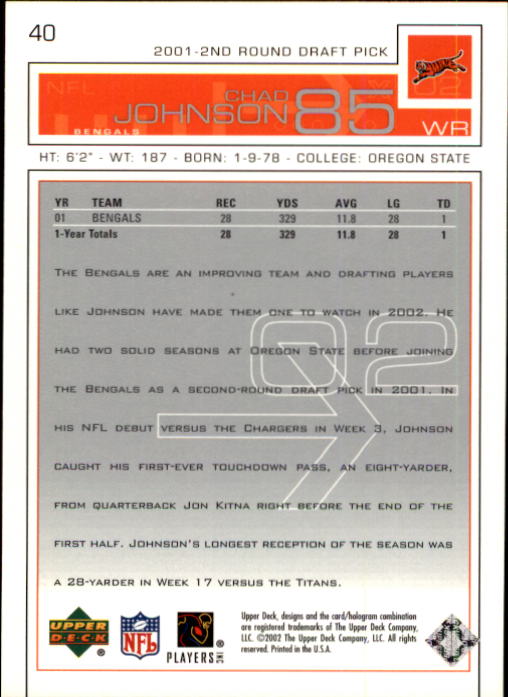 40
2001-2ND ROUND DRAFT PICK
NFL
02
CHAD
JOHNSON 85
BENGALS
WR
HT: 6'2" - WT: 187 - BORN: 1-9-78 - COLLEGE: OREGON STATE
YR TEAM REC YDS AVG LG TD
01 BENGALS 28 329 11.8 28 1
1-Year Totals 28 329 11.8 28 1
THE BENGALS ARE AN IMPROVING TEAM AND DRAFTING PLAYERS
LIKE JOHNSON HAVE MADE THEM ONE TO WATCH IN 2002. HE
HAD TWO SOLID SEASONS AT OREGON STATE BEFORE JOINING
THE BENGALS AS A SECOND-ROUND DRAFT PICK IN 2001. IN
HIS NFL DEBUT VERSUS THE CHARGERS IN WEEK 3, JOHNSON
CAUGHT HIS FIRST-EVER TOUCHDOWN PASS, AN EIGHT-YARDER,
FROM QUARTERBACK JON KITNA RIGHT BEFORE THE END OF THE
FIRST HALF. JOHNSON'S LONGEST RECEPTION OF THE SEASON WAS
A 28-YARDER IN WEEK 17 VERSUS THE TITANS.
02
UPPER
DECK
®
NFL
®
PLAYERS INC
®
Upper Deck, designs and the card/hologram combination
are registered trademarks of The Upper Deck Company,
LLC. ©2002 The Upper Deck Company, LLC. All rights
reserved. Printed in the U.S.A.